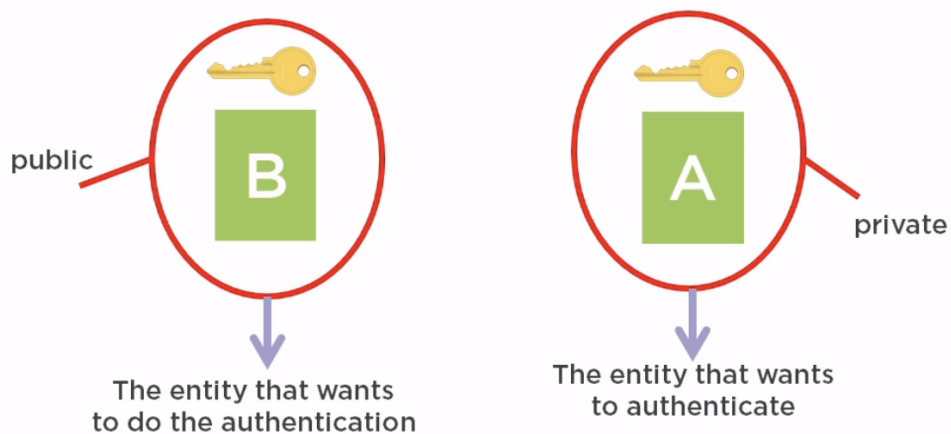 public
B
The entity that wants
to do the authentication
A
private
The entity that wants
to authenticate